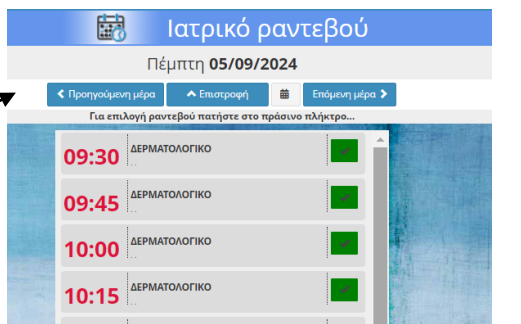 Ιατρικό ραντεβού
Πέμπτη 05/09/2024
Προηγούμενη μέρα Επιστροφή Επόμενη μέρα
Για επιλογή ραντεβού πατήστε στο πράσινο πλήκτρο...
09:30 ΔΕΡΜΑΤΟΛΟΓΙΚΟ
. .
09:45 ΔΕΡΜΑΤΟΛΟΓΙΚΟ
. .
10:00 ΔΕΡΜΑΤΟΛΟΓΙΚΟ
. .
10:15 ΔΕΡΜΑΤΟΛΟΓΙΚΟ
. .